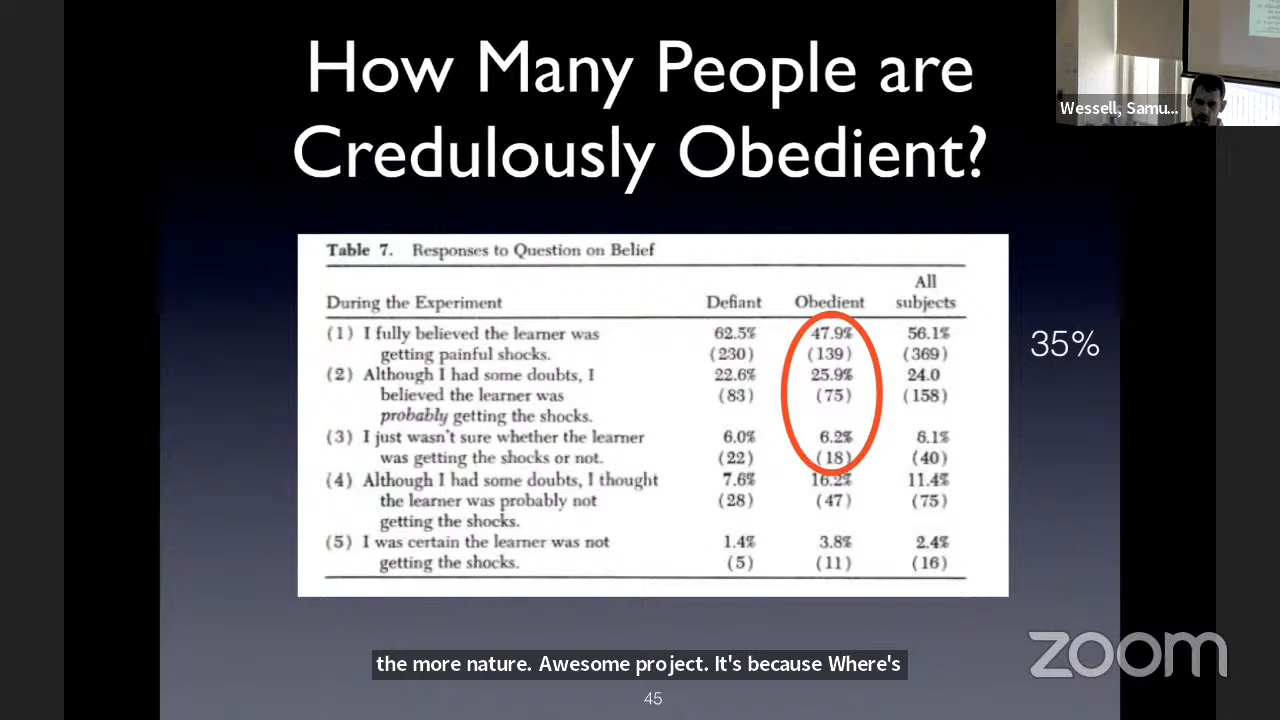 How Many People are
Credulously Obedient?
Wessell, Samu...
Table 7. Responses to Question on Belief
All
During the Experiment Defiant Obedient subjects
(1) I fully believed the learner was 62.5% 47.9% 56.1%
getting painful shocks. (230) (139) (369)
35%
(2) Although I had some doubts, I 22.6% 25.9% 24.0
believed the learner was (83) (75) (158)
probably getting the shocks.
(3) I just wasn't sure whether the learner 6.0% 6.2% 6.1%
was getting the shocks or not. (22) (18) (40)
(4) Although I had some doubts, I thought 7.6% 16.2% 11.4%
the learner was probably not (28) (47) (75)
getting the shocks.
(5) I was certain the learner was not 1.4% 3.8% 2.4%
getting the shocks. (5) (11) (16)
the more nature. Awesome project. It's because Where's
zoom
45